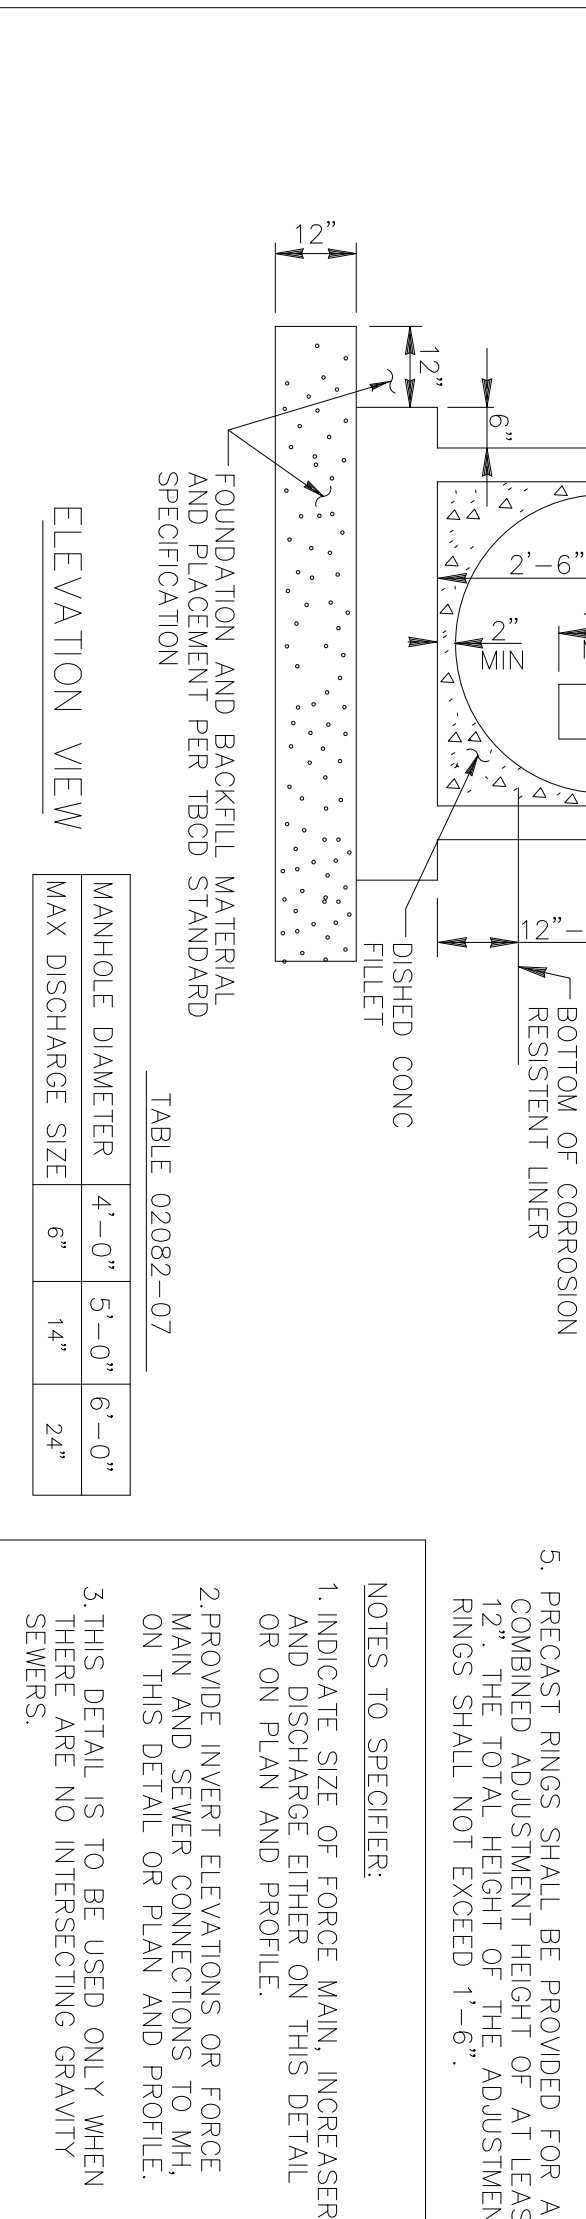 12"
12"
6"
2'-6"
2"
MIN
12"-
BOTTOM OF CORROSION
RESISTENT LINER
DISHED CONC
FILLET
FOUNDATION AND BACKFILL MATERIAL
AND PLACEMENT PER TBCD STANDARD
SPECIFICATION
ELEVATION VIEW
TABLE 02082-07
MANHOLE DIAMETER 4'-0" 5'-0" 6'-0"
MAX DISCHARGE SIZE 6" 14" 24"
5. PRECAST RINGS SHALL BE PROVIDED FOR A
COMBINED ADJUSTMENT HEIGHT OF AT LEAS
12". THE TOTAL HEIGHT OF THE ADJUSTMEN
RINGS SHALL NOT EXCEED 1'-6".
NOTES TO SPECIFIER:
1. INDICATE SIZE OF FORCE MAIN, INCREASER
AND DISCHARGE EITHER ON THIS DETAIL
OR ON PLAN AND PROFILE.
2. PROVIDE INVERT ELEVATIONS OR FORCE
MAIN AND SEWER CONNECTIONS TO MH,
ON THIS DETAIL OR PLAN AND PROFILE.
3. THIS DETAIL IS TO BE USED ONLY WHEN
THERE ARE NO INTERSECTING GRAVITY
SEWERS.